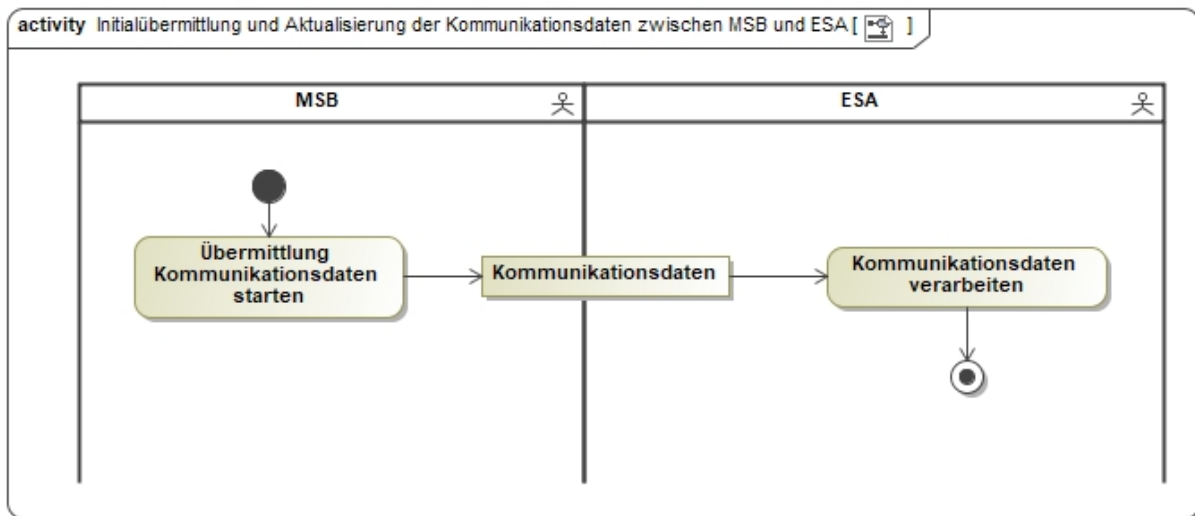 activity Initialübermittlung und Aktualisierung der Kommunikationsdaten zwischen MSB und ESA [ ]
MSB
ESA
Übermittlung
Kommunikationsdaten
starten
Kommunikationsdaten
Kommunikationsdaten
verarbeiten